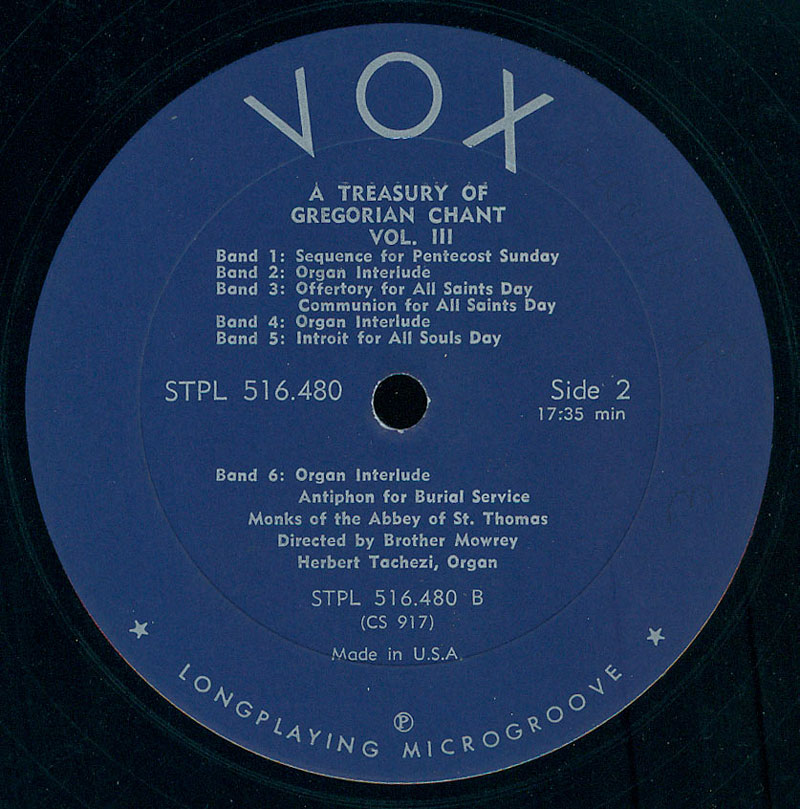 VOX
A TREASURY OF
GREGORIAN CHANT
VOL. III
Band 1: Sequence for Pentecost Sunday
Band 2: Organ Interlude
Band 3: Offertory for All Saints Day
Communion for All Saints Day
Band 4: Organ Interlude
Band 5: Introit for All Souls Day
STPL 516.480
Side 2
17:35 min
Band 6: Organ Interlude
Antiphon for Burial Service
Monks of the Abbey of St. Thomas
Directed by Brother Mowrey
Herbert Tachezi, Organ
STPL 516.480 B
(CS 917)
Made in U.S.A.
Ⓟ
★ LONGPLAYING MICROGROOVE ★